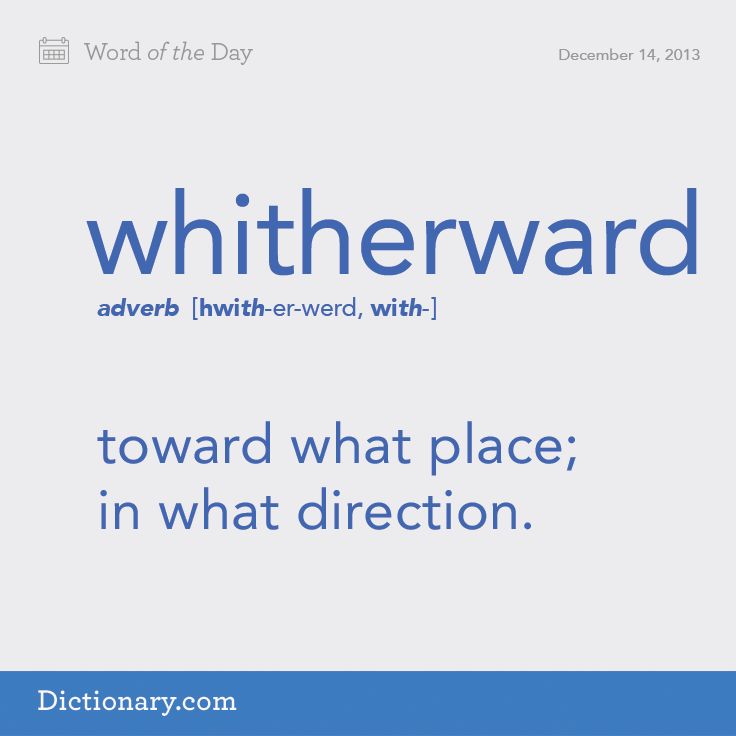 Word of the Day
December 14, 2013
whitherward
adverb [hwith-er-werd, with-]
toward what place;
in what direction.
Dictionary.com